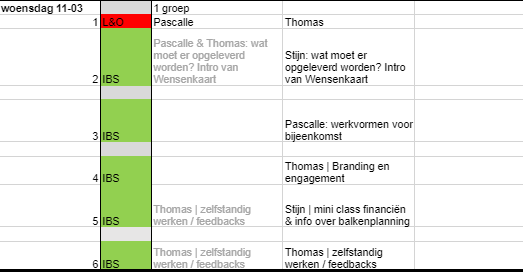 woensdag 11-03 1 groep
1 L&O Pascalle Thomas
Pascalle & Thomas: wat
moet er opgeleverd
worden? Intro van
Wensenkaart
Stijn: wat moet er
opgeleverd worden? Intro
van Wensenkaart
2 IBS
Pascalle: werkvormen voor
bijeenkomst
3 IBS
Thomas | Branding en
engagement
4 IBS
Thomas | zelfstandig
werken / feedbacks
Stijn | mini class financiën
& info over balkenplanning
5 IBS
Thomas | zelfstandig
werken / feedbacks
Thomas | zelfstandig
werken / feedbacks
6 IBS